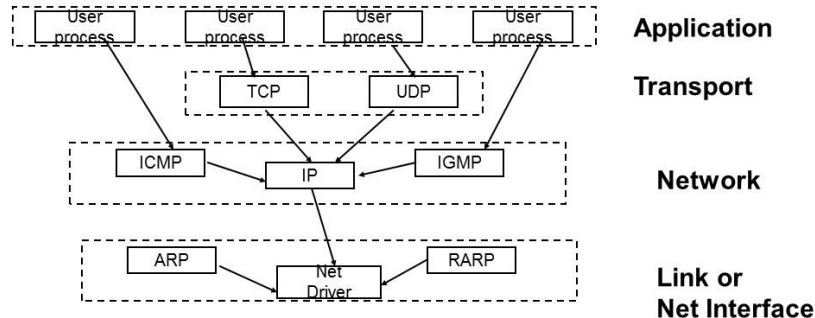 User process
User process
User process
User process
Application
TCP
UDP
Transport
ICMP
IP
IGMP
Network
ARP
Net Driver
RARP
Link or
Net Interface